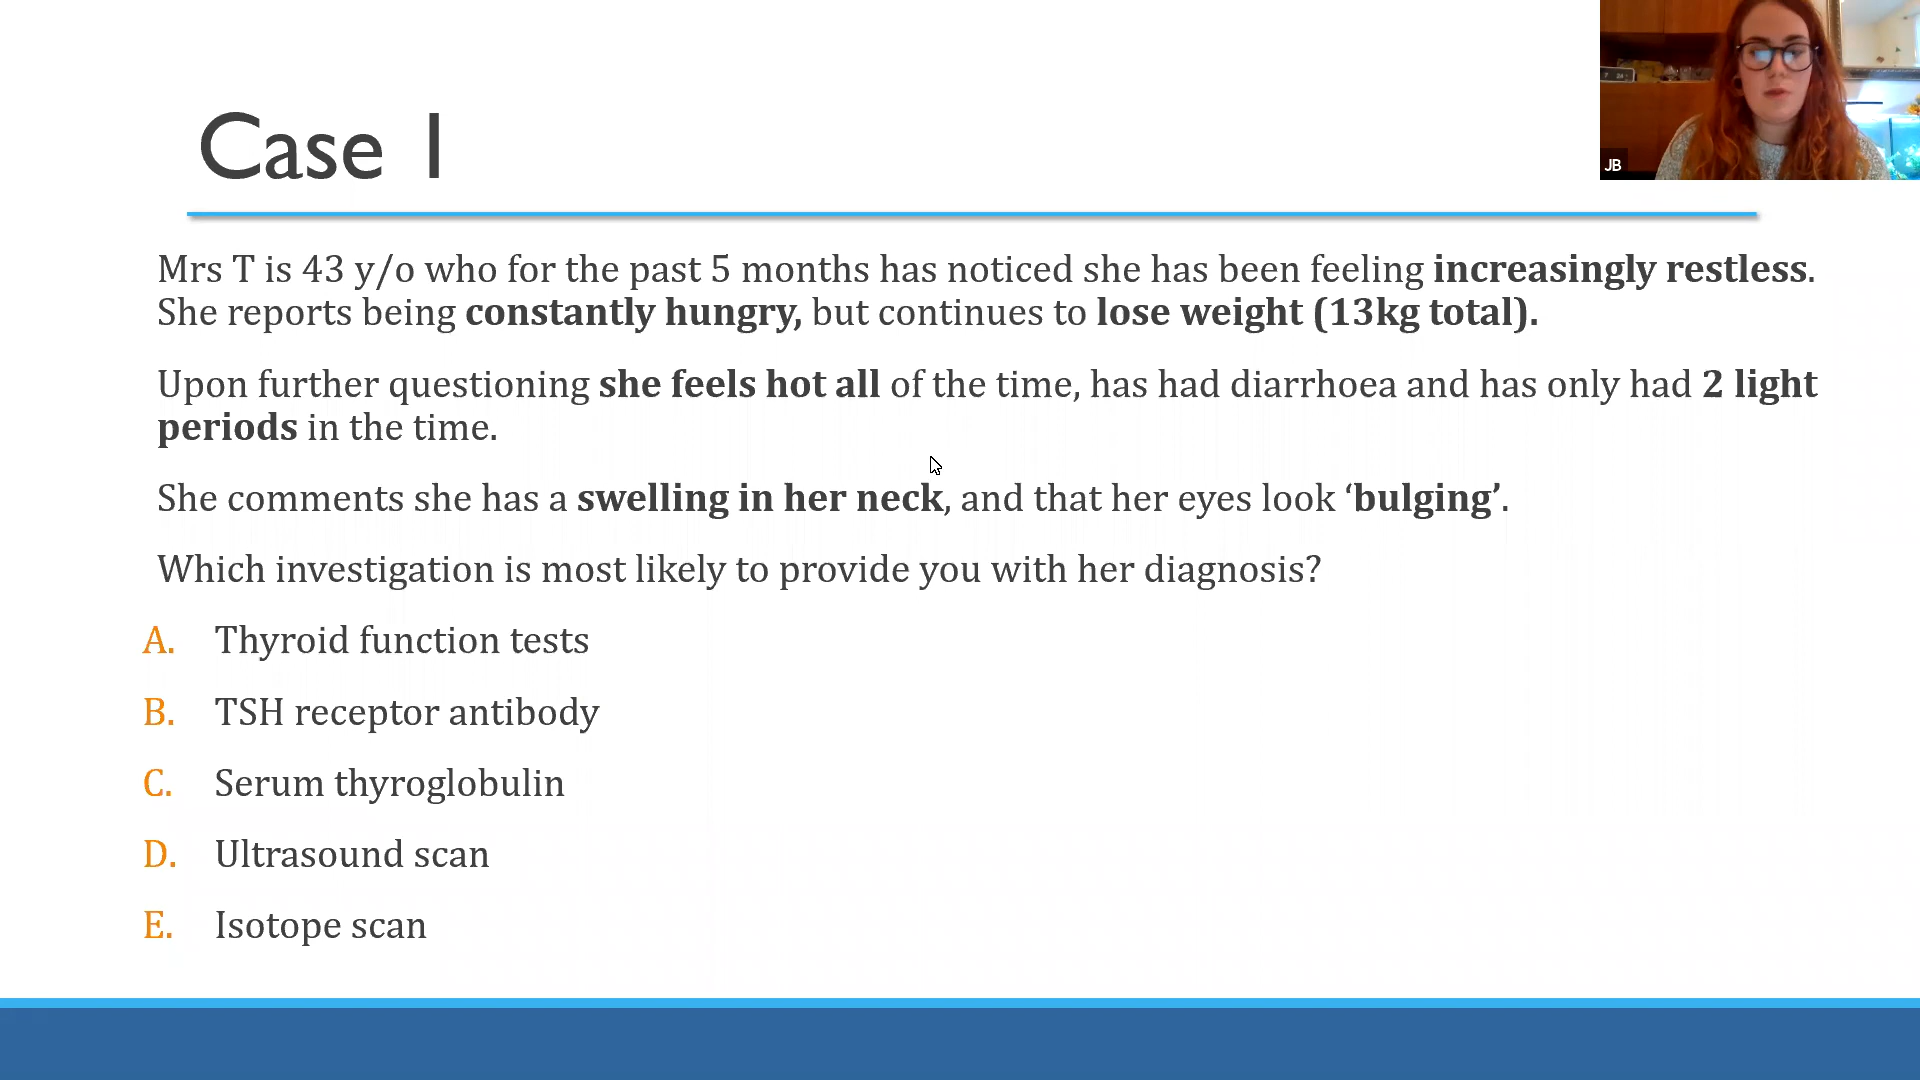 JB
Case 1
Mrs T is 43 y/o who for the past 5 months has noticed she has been feeling increasingly restless.
She reports being constantly hungry, but continues to lose weight (13kg total).
Upon further questioning she feels hot all of the time, has had diarrhoea and has only had 2 light
periods in the time.
She comments she has a swelling in her neck, and that her eyes look ‘bulging’.
Which investigation is most likely to provide you with her diagnosis?
A. Thyroid function tests
B. TSH receptor antibody
C. Serum thyroglobulin
D. Ultrasound scan
E. Isotope scan